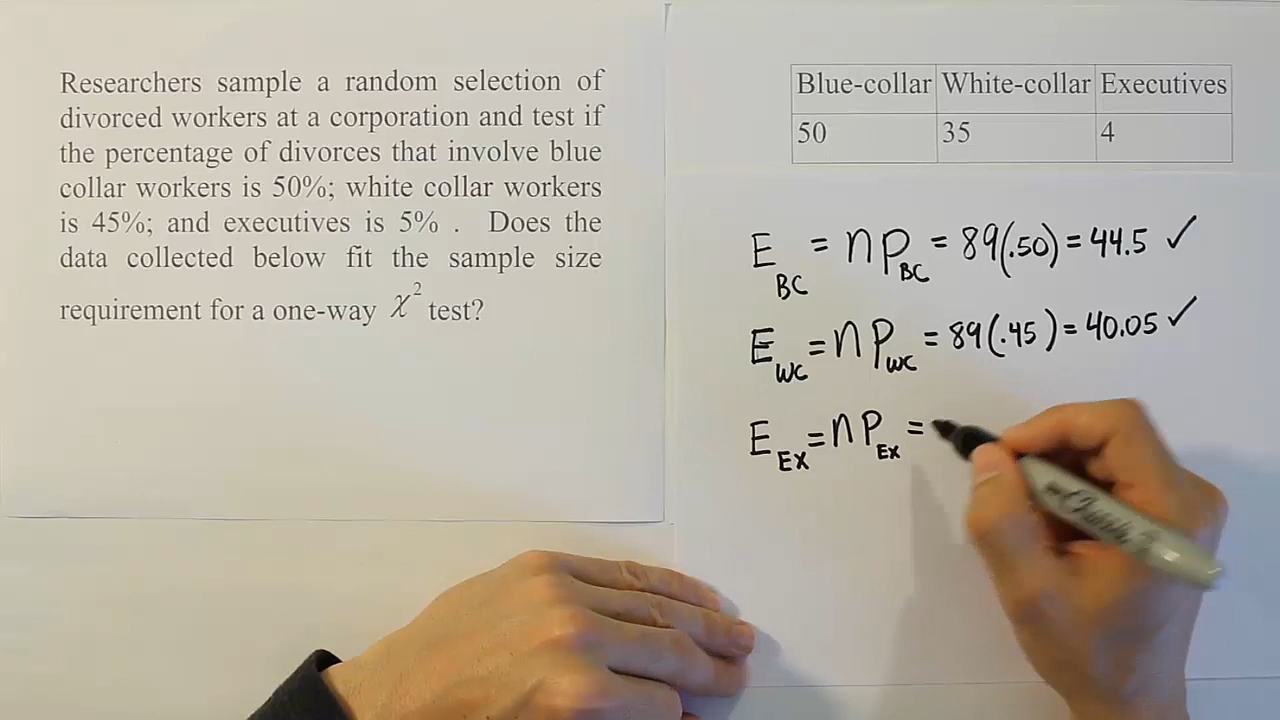 Researchers sample a random selection of
divorced workers at a corporation and test if
the percentage of divorces that involve blue
collar workers is 50%; white collar workers
is 45%; and executives is 5% . Does the
data collected below fit the sample size
requirement for a one-way χ² test?
Blue-collar White-collar Executives
50 35 4
E_BC = nP_BC = 89(.50) = 44.5 ✓
E_WC = nP_WC = 89(.45) = 40.05 ✓
E_EX = nP_EX =